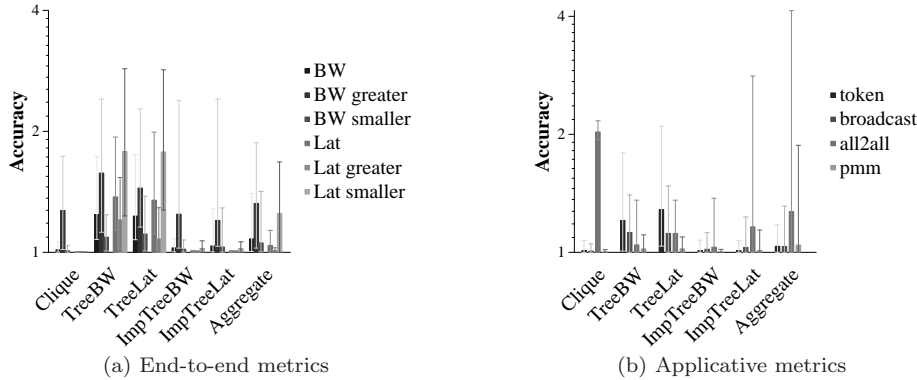 4
2
1
Accuracy
BW
BW greater
BW smaller
Lat
Lat greater
Lat smaller
Clique
TreeBW
TreeLat
ImpTreeBW
ImpTreeLat
Aggregate
(a) End-to-end metrics
4
2
1
Accuracy
token
broadcast
all2all
pmm
Clique
TreeBW
TreeLat
ImpTreeBW
ImpTreeLat
Aggregate
(b) Applicative metrics